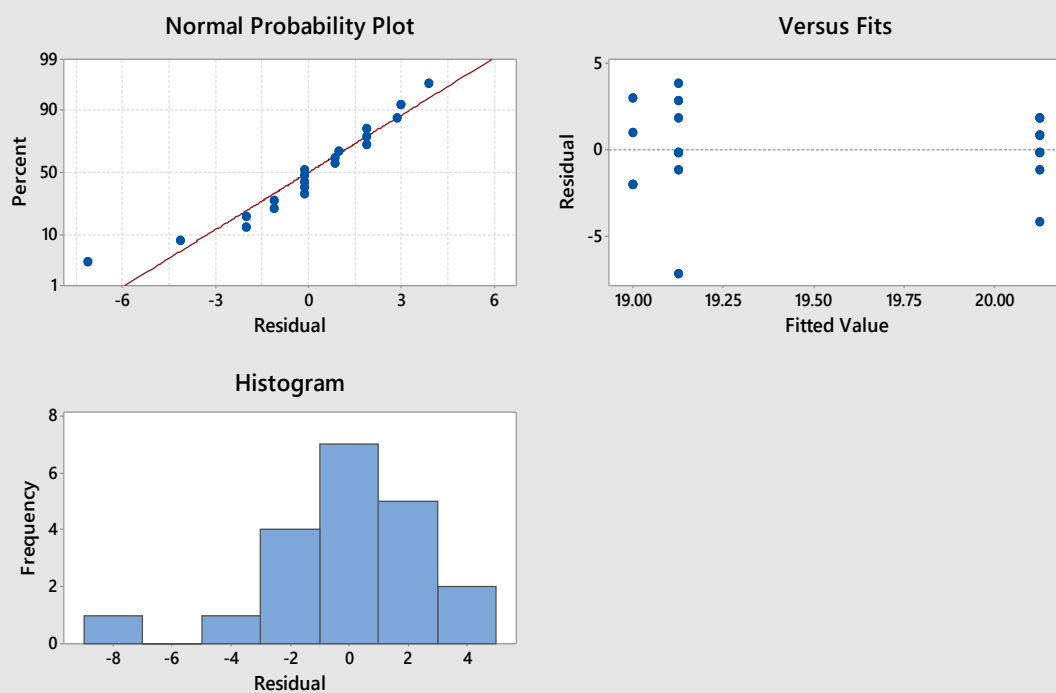 Normal Probability Plot
99
90
50
10
1
Percent
-6 -3 0 3 6
Residual
Versus Fits
5
0
-5
Residual
19.00 19.25 19.50 19.75 20.00
Fitted Value
Histogram
8
6
4
2
0
Frequency
-8 -6 -4 -2 0 2 4
Residual